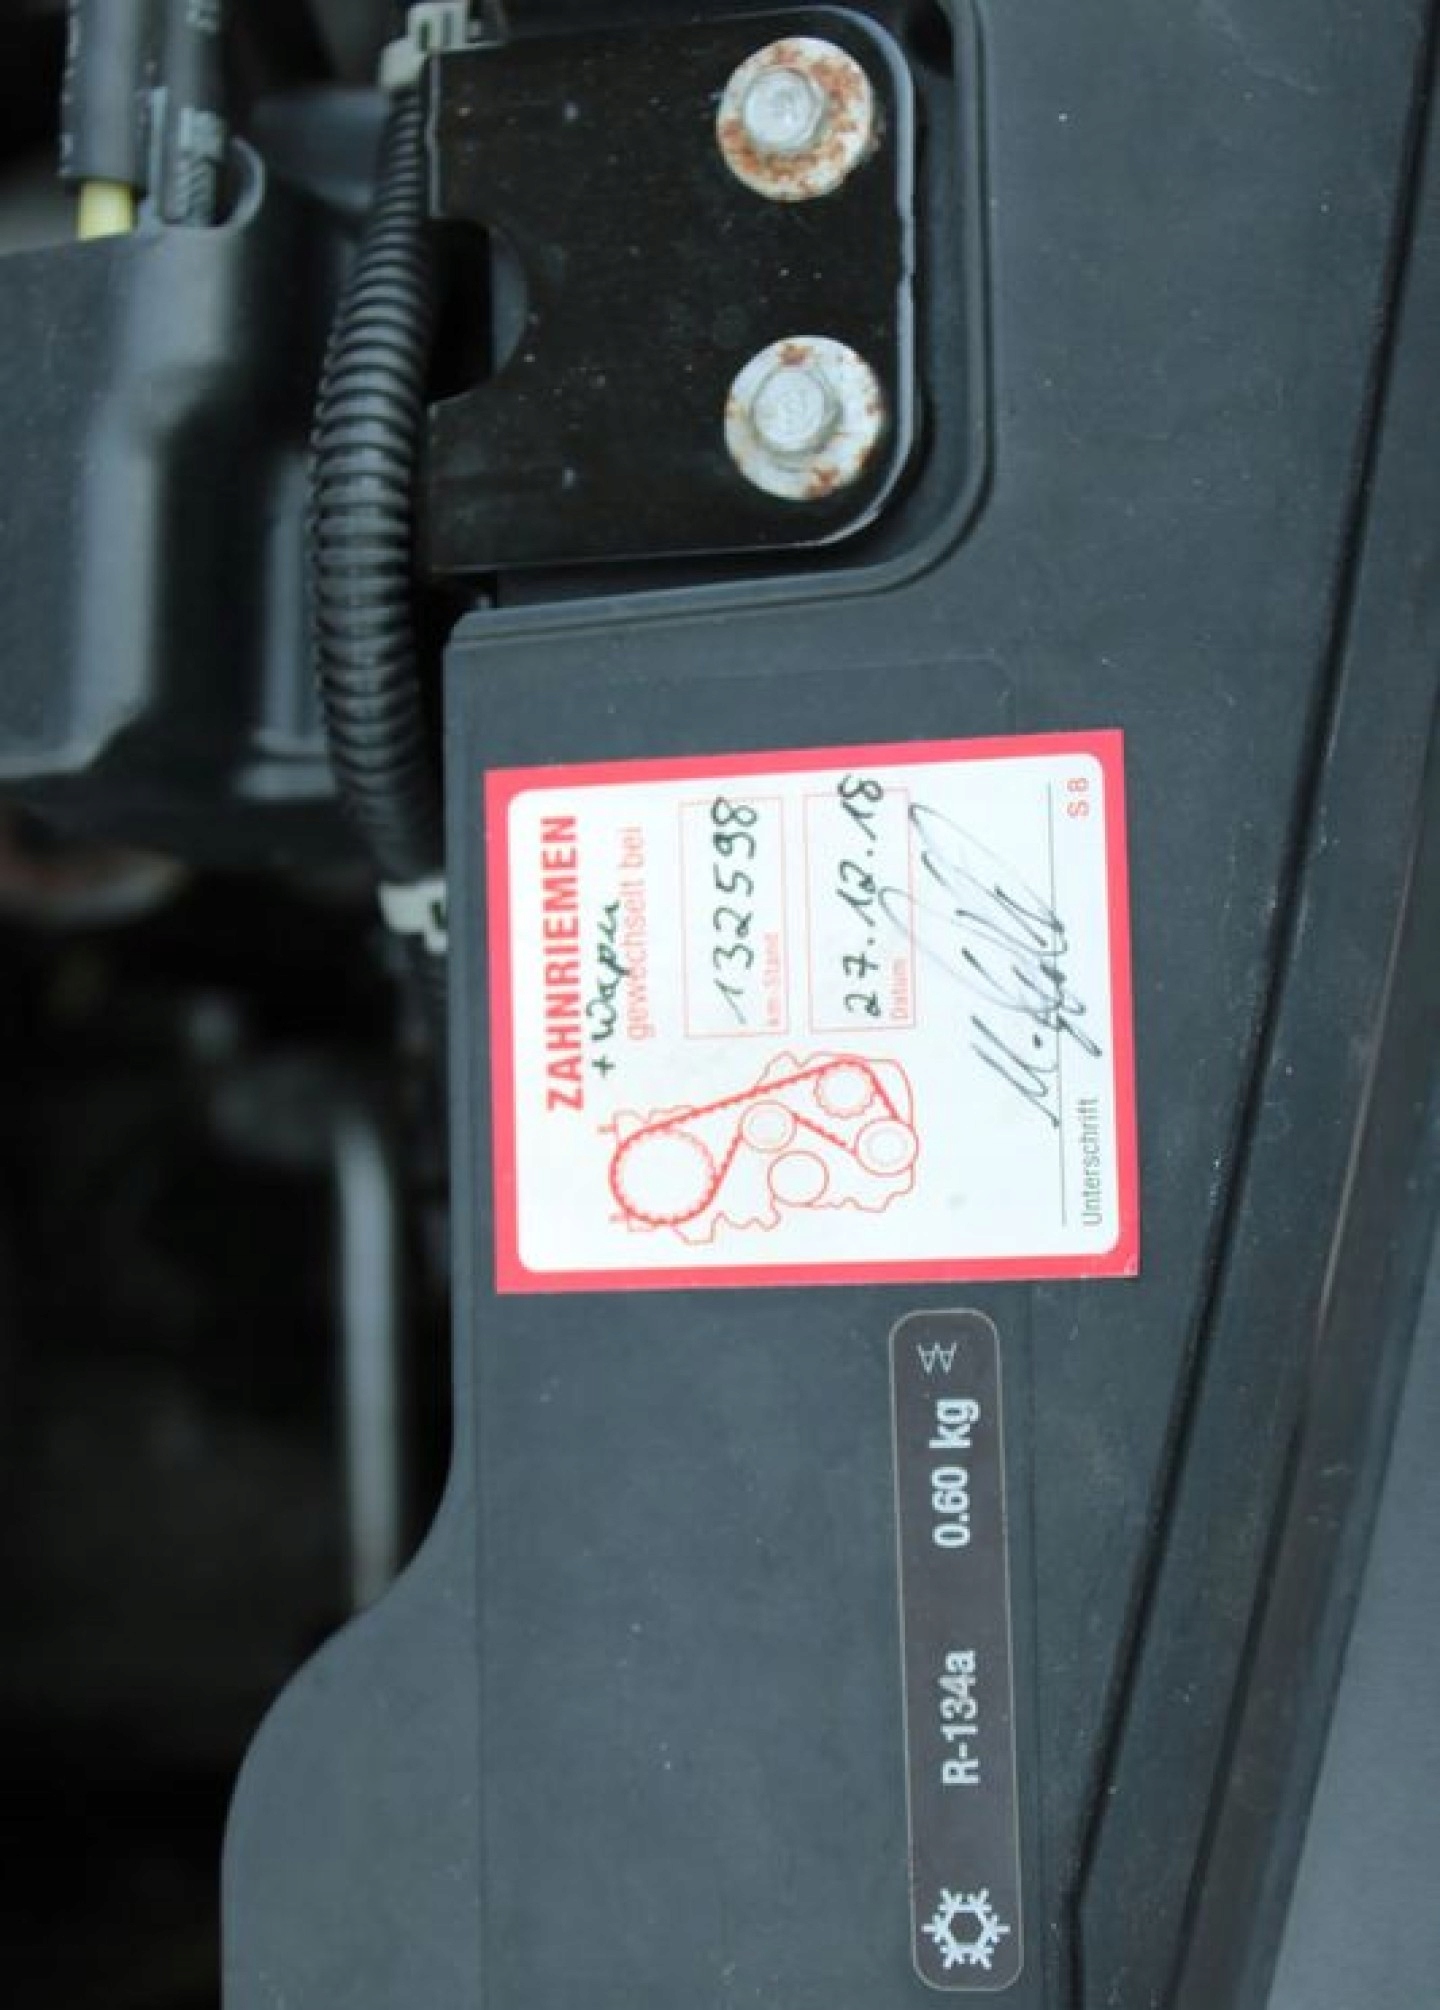 ZAHNRIEMEN
+ Wapu
gewechselt bei
132598
km-Stand
27.12.18
Datum
Unterschrift
S 8
R-134a 0.60 kg